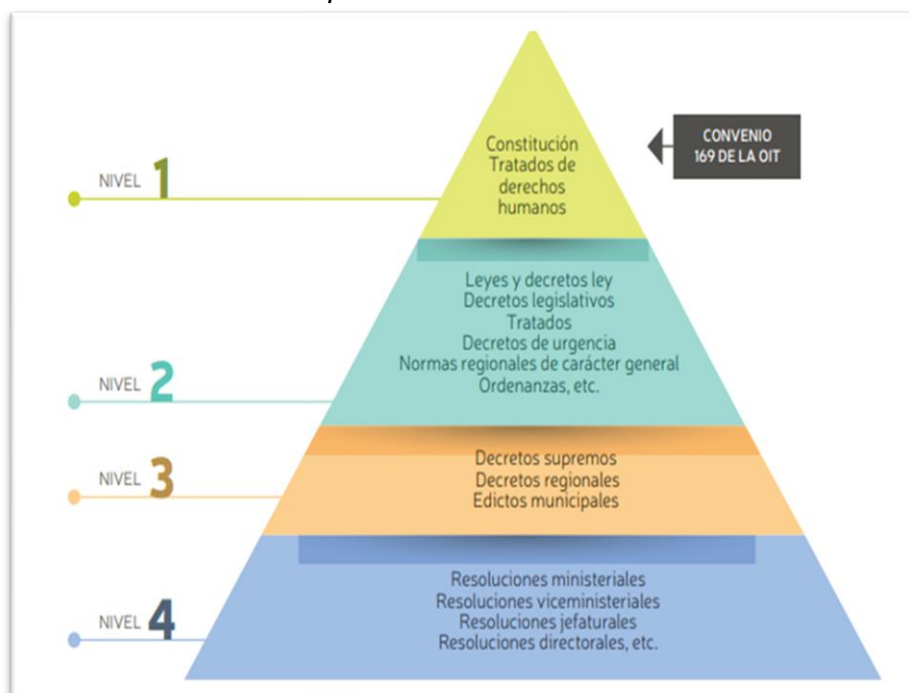 Constitución
Tratados de
derechos
humanos
CONVENIO
169 DE LA OIT
NIVEL 1
Leyes y decretos ley
Decretos legislativos
Tratados
Decretos de urgencia
Normas regionales de carácter general
Ordenanzas, etc.
NIVEL 2
Decretos supremos
Decretos regionales
Edictos municipales
NIVEL 3
Resoluciones ministeriales
Resoluciones viceministeriales
Resoluciones jefaturales
Resoluciones directorales, etc.
NIVEL 4